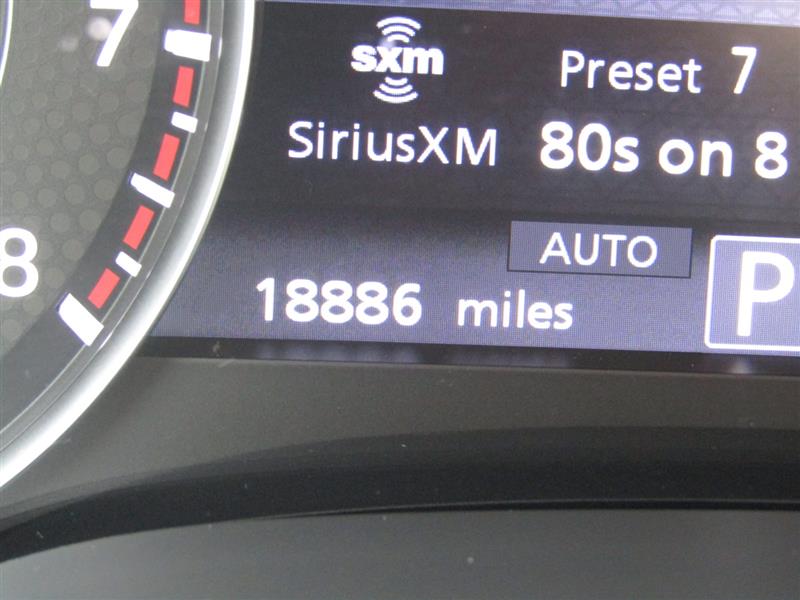 7
8
sxm
SiriusXM
Preset 7
80s on 8
AUTO
18886 miles
P